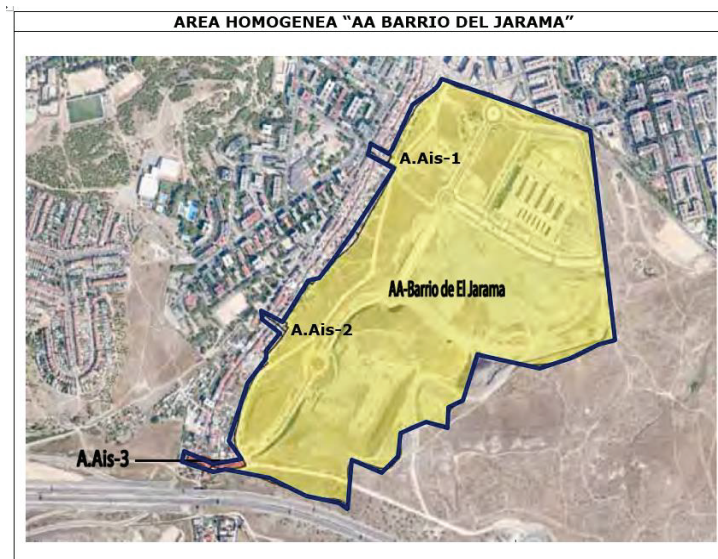 AREA HOMOGENEA “AA BARRIO DEL JARAMA”
A.Ais-1
AA-Barrio de El Jarama
A.Ais-2
A.Ais-3